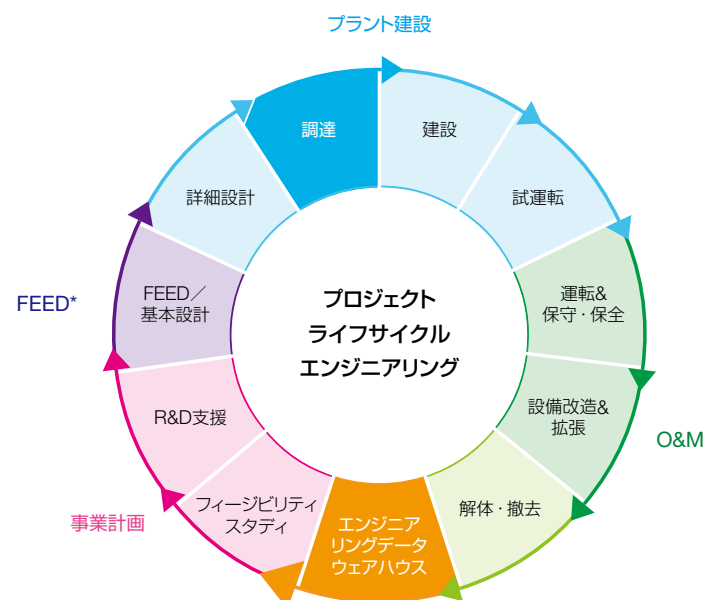 プラント建設
調達
建設
詳細設計
試運転
FEED／
基本設計
運転&
保守・保全
FEED*
プロジェクト
ライフサイクル
エンジニアリング
R&D支援
設備改造&
拡張
O&M
フィージビリティ
スタディ
解体・撤去
事業計画
エンジニア
リングデータ
ウェアハウス